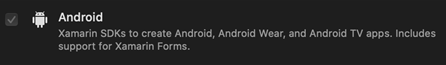 Android
Xamarin SDKs to create Android, Android Wear, and Android TV apps. Includes
support for Xamarin Forms.